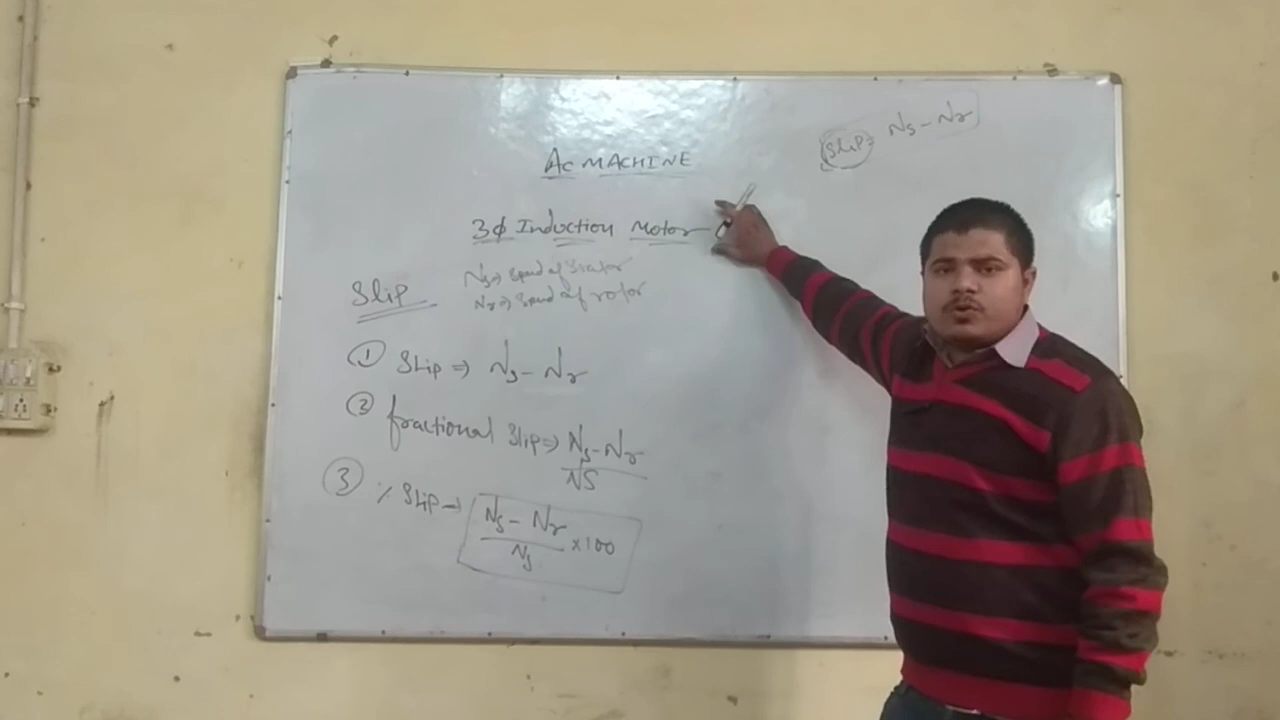 Slip = Ns - Nr
AC MACHINE
3ϕ Induction Motor
Ns ⇒ Speed of Stator
Nr ⇒ Speed of rotor
Slip
① Slip ⇒ Ns - Nr
② fractional Slip ⇒ Ns - Nr
NS
③ % Slip ⇒ Ns - Nr
Ns
×100